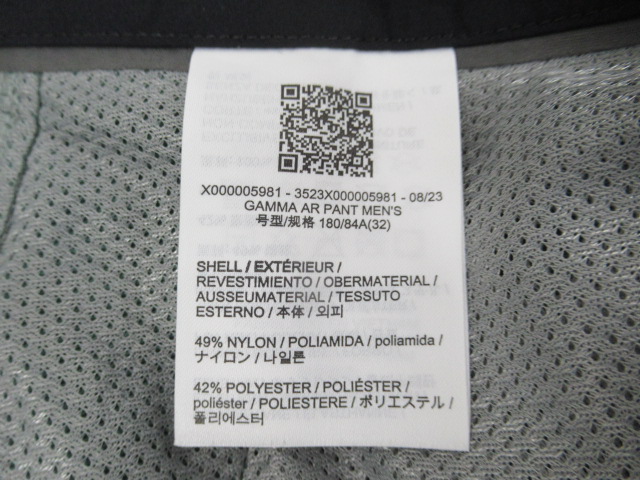 X000005981 - 3523X000005981 - 08/23
GAMMA AR PANT MEN'S
号型/规格 180/84A(32)
SHELL / EXTÉRIEUR /
REVESTIMIENTO / OBERMATERIAL /
AUSSEUMATERIAL / TESSUTO
ESTERNO / 本体 / 외피
49% NYLON / POLIAMIDA / poliamida /
ナイロン / 나일론
42% POLYESTER / POLIÉSTER /
poliéster / POLIESTERE / ポリエステル /
폴리에스터